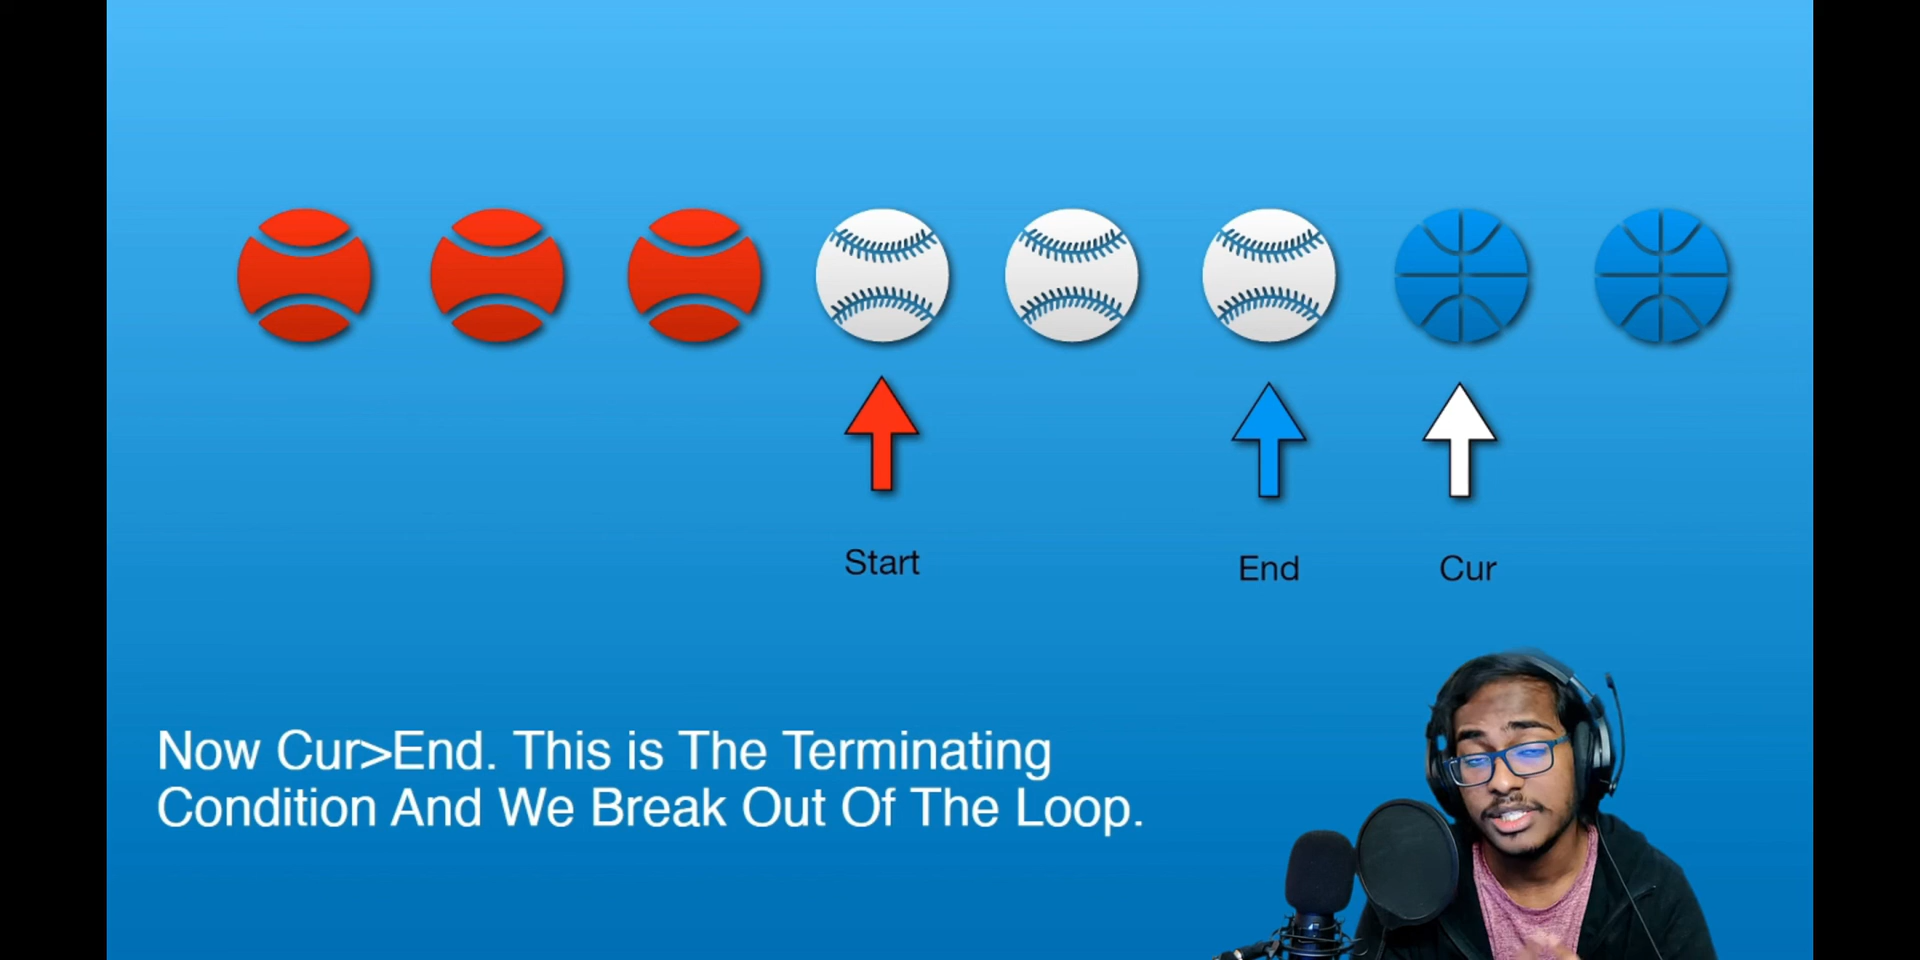 Start
End
Cur
Now Cur>End. This is The Terminating
Condition And We Break Out Of The Loop.